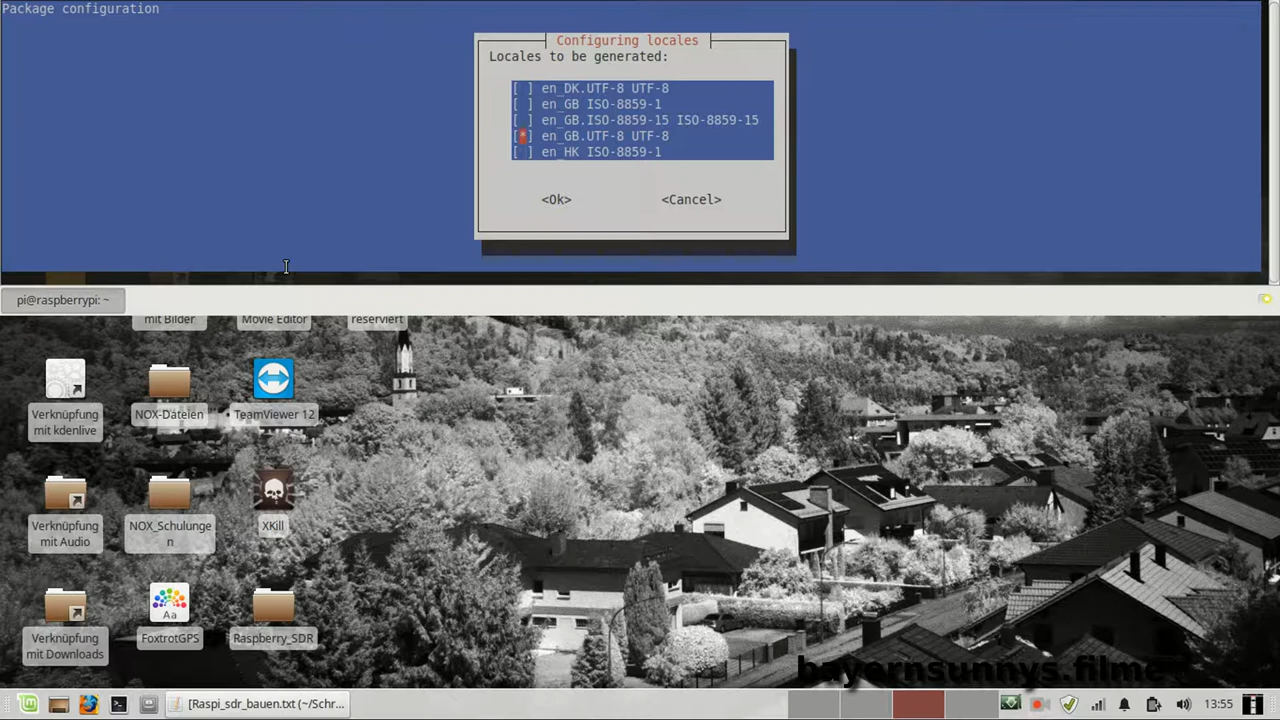 Package configuration
Configuring locales
Locales to be generated:
[ ] en_DK.UTF-8 UTF-8
[ ] en_GB ISO-8859-1
[ ] en_GB.ISO-8859-15 ISO-8859-15
[*] en_GB.UTF-8 UTF-8
[ ] en_HK ISO-8859-1
<Ok> <Cancel>
pi@raspberrypi: ~
mit Bilder
Movie Editor
reserviert
Verknüpfung
mit kdenlive
NOX-Dateien
TeamViewer 12
Verknüpfung
mit Audio
NOX_Schulunge
n
XKill
Verknüpfung
mit Downloads
Aa
FoxtrotGPS
Raspberry_SDR
bayernsunnys.filme
[Raspi_sdr_bauen.txt (~/Schr...
13:55